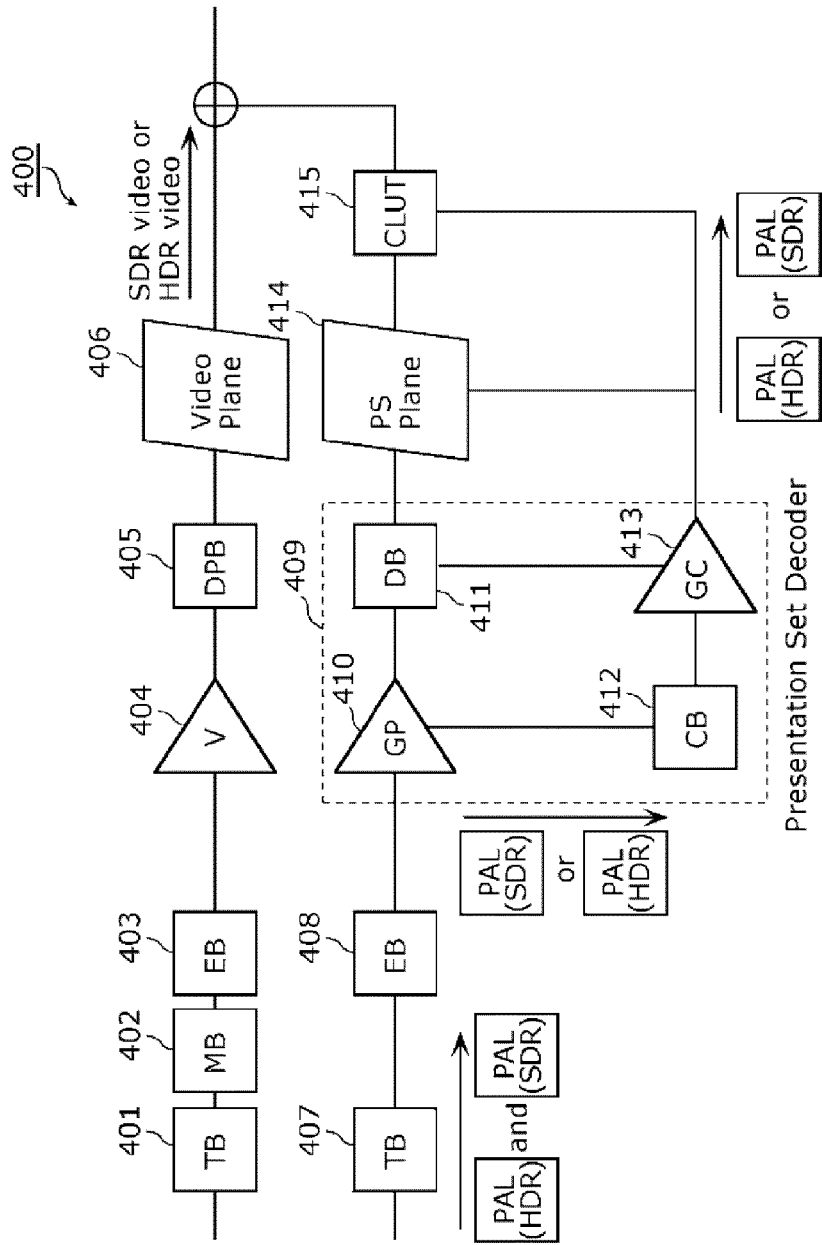 400
SDR video or
HDR video
401
402
403
404
405
406
TB
MB
EB
V
DPB
Video
Plane
407
408
409
410
411
412
413
414
415
TB
EB
GP
DB
CB
GC
PS
Plane
CLUT
PAL
(HDR)
and
PAL
(SDR)
PAL
(SDR)
or
PAL
(HDR)
PAL
(HDR)
or
PAL
(SDR)
Presentation Set Decoder